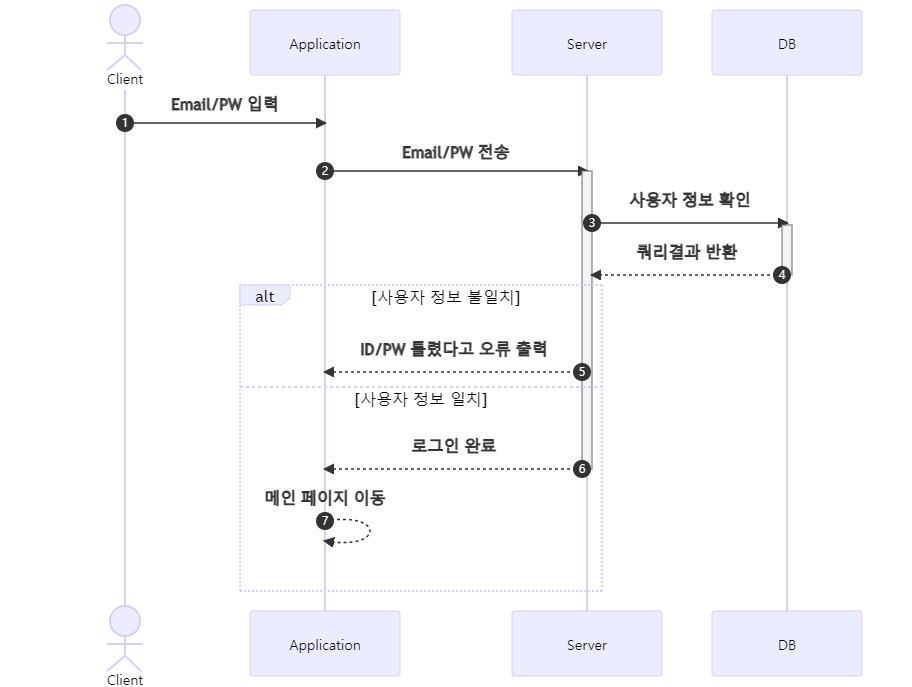 Client
Application
Server
DB
Email/PW 입력
1
Email/PW 전송
2
사용자 정보 확인
3
쿼리결과 반환
4
alt
[사용자 정보 불일치]
ID/PW 틀렸다고 오류 출력
5
[사용자 정보 일치]
로그인 완료
6
메인 페이지 이동
7
Client
Application
Server
DB